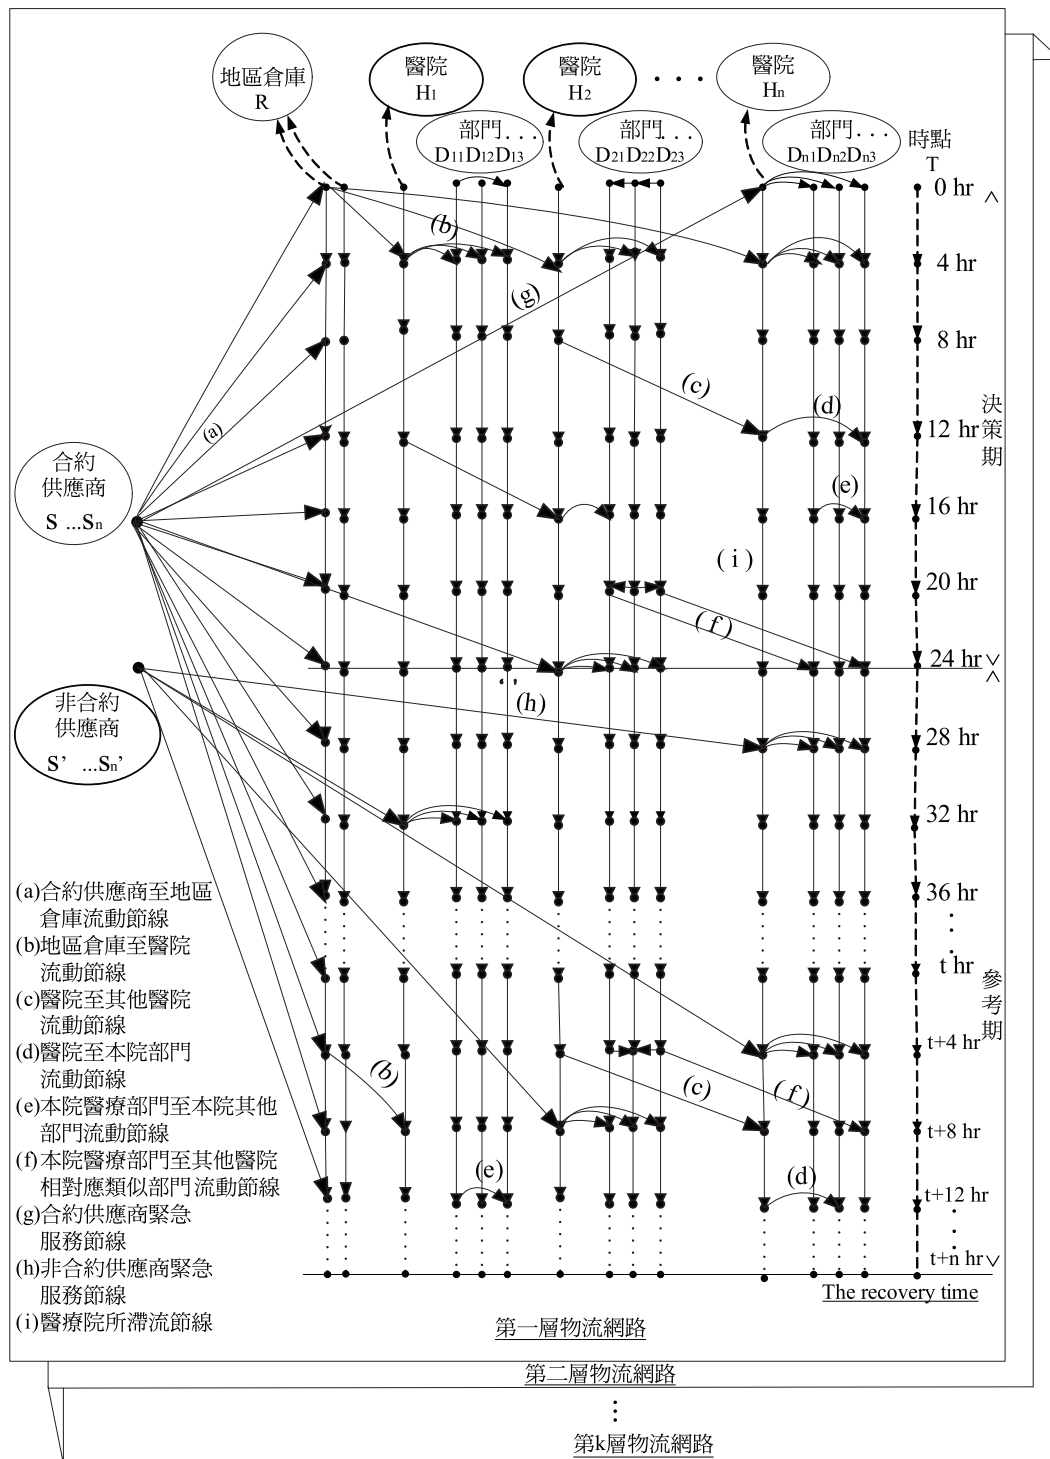 地區倉庫
R
醫院
H1
醫院
H2
. . .
醫院
Hn
部門. . .
D11D12D13
部門. . .
D21D22D23
部門. . .
Dn1Dn2Dn3
時點
T
0 hr
(b)
4 hr
(g)
8 hr
(c)
(d)
(a)
12 hr
決策期
合約
供應商
S ...Sn
(e)
16 hr
( i )
20 hr
( f )
24 hr
非合約
供應商
S’ ...Sn’
(h)
28 hr
32 hr
36 hr
t hr
參考期
t+4 hr
(b)
(c)
( f )
t+8 hr
(e)
(d)
t+12 hr
t+n hr
The recovery time
(a)合約供應商至地區
倉庫流動節線
(b)地區倉庫至醫院
流動節線
(c)醫院至其他醫院
流動節線
(d)醫院至本院部門
流動節線
(e)本院醫療部門至本院其他
部門流動節線
(f)本院醫療部門至其他醫院
相對應類似部門流動節線
(g)合約供應商緊急
服務節線
(h)非合約供應商緊急
服務節線
(i)醫療院所滯流節線
第一層物流網路
第二層物流網路
第k層物流網路